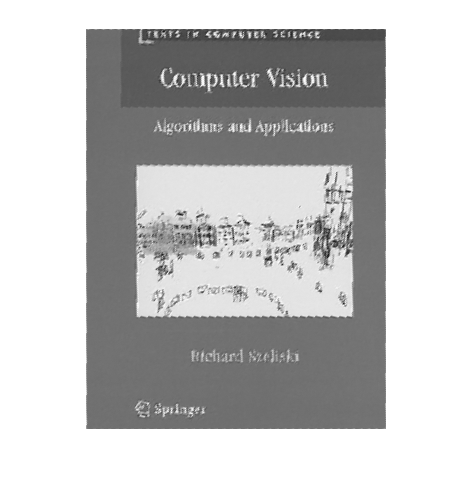 TEXTS IN COMPUTER SCIENCE
Computer Vision
Algorithms and Applications
Richard Szeliski
Springer